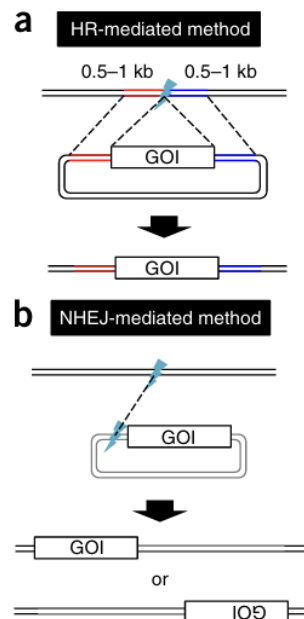 a
HR-mediated method
0.5–1 kb 0.5–1 kb
GOI
GOI
b
NHEJ-mediated method
GOI
GOI
or
GOI